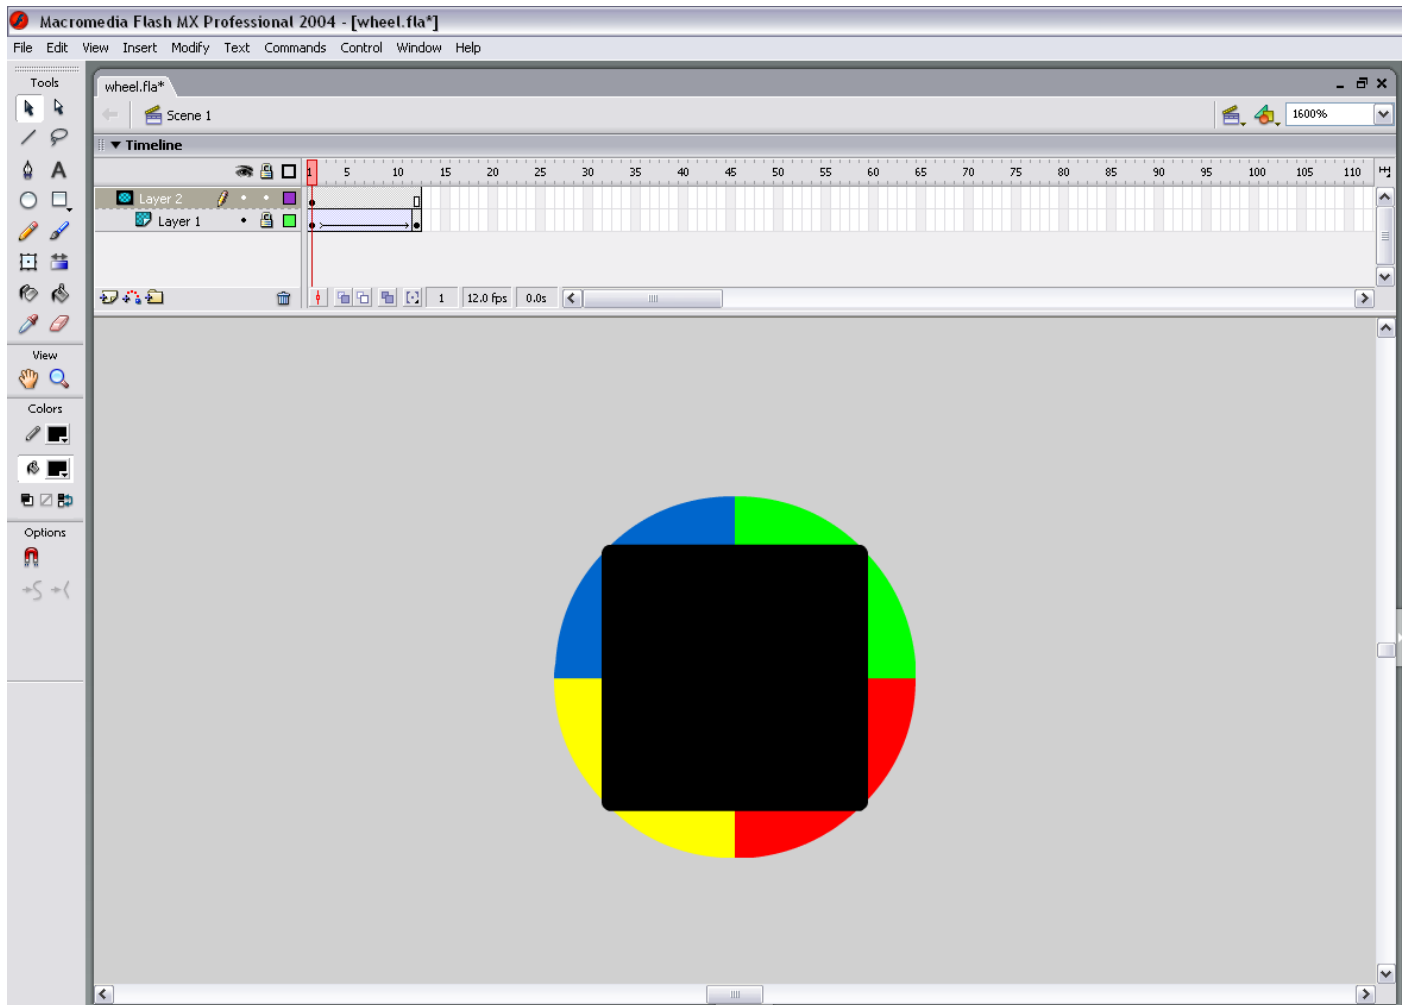 Macromedia Flash MX Professional 2004 - [wheel.fla*]
File Edit View Insert Modify Text Commands Control Window Help
Tools
wheel.fla*
Scene 1
1600%
Timeline
1 5 10 15 20 25 30 35 40 45 50 55 60 65 70 75 80 85 90 95 100 105 110
Layer 2
Layer 1
1 12.0 fps 0.0s
View
Colors
Options